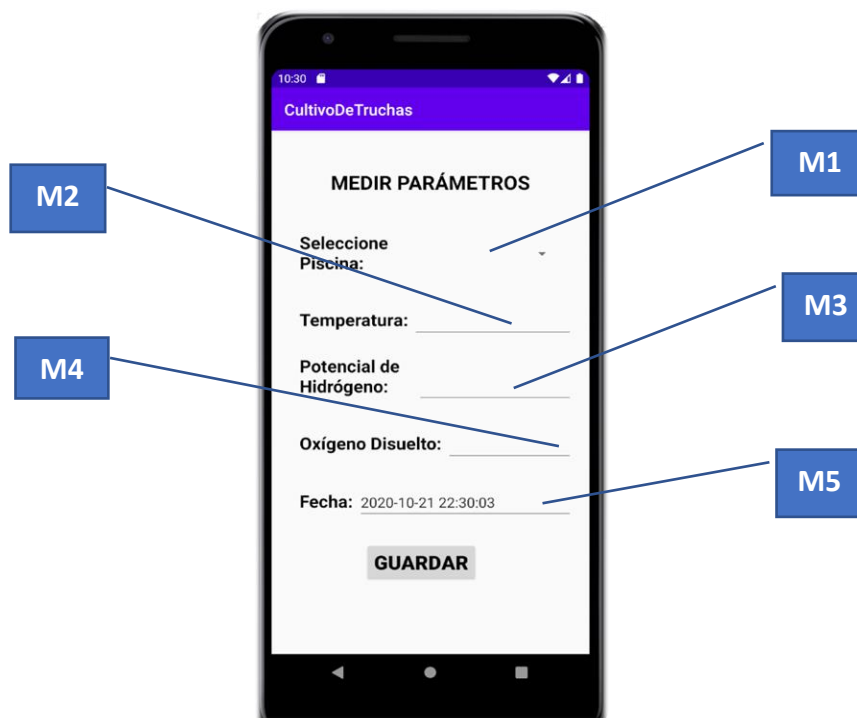 10:30
CultivoDeTruchas
MEDIR PARÁMETROS
M1
M2
Seleccione
Piscina:
M3
Temperatura:
M4
Potencial de
Hidrógeno:
Oxígeno Disuelto:
M5
Fecha: 2020-10-21 22:30:03
GUARDAR